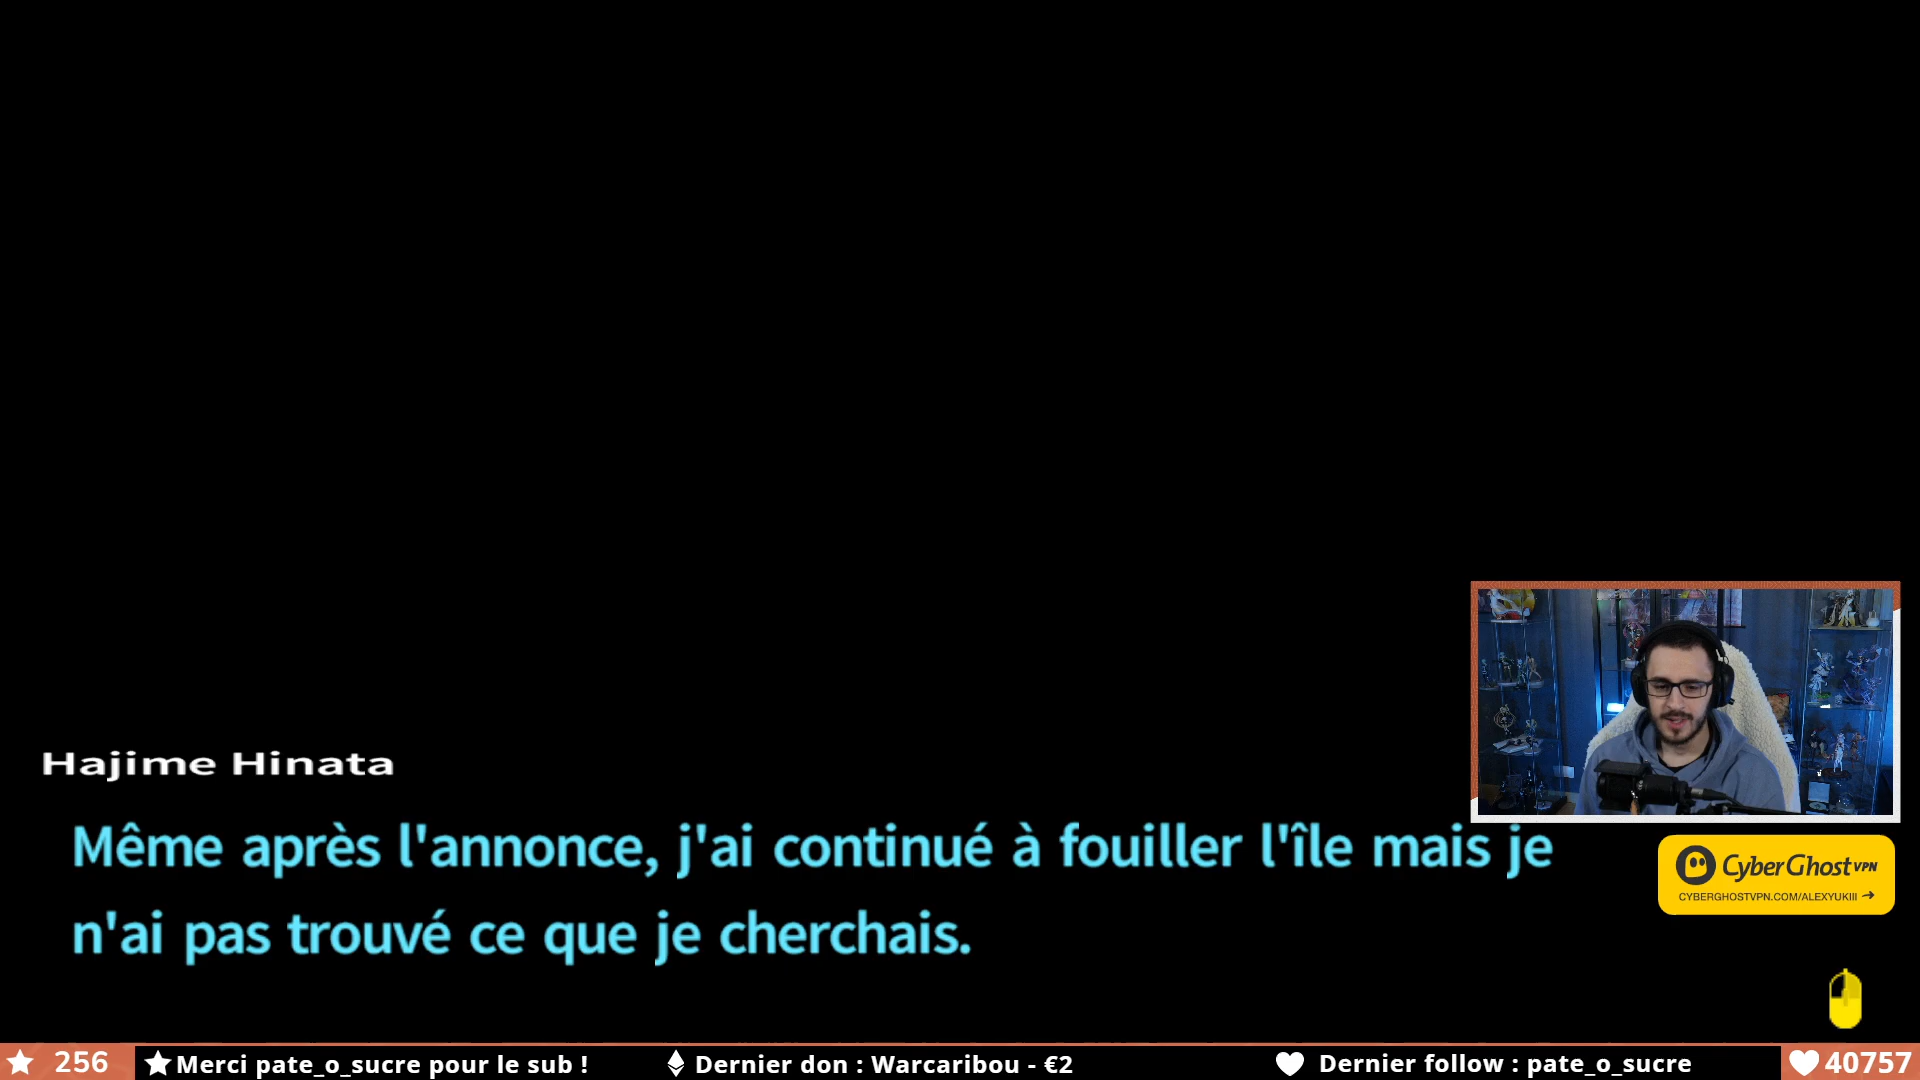 Hajime Hinata
Même après l'annonce, j'ai continué à fouiller l'île mais je
n'ai pas trouvé ce que je cherchais.
CyberGhost VPN
CYBERGHOSTVPN.COM/ALEXYUKIII →
256
Merci pate_o_sucre pour le sub !
Dernier don : Warcaribou - €2
Dernier follow : pate_o_sucre
40757